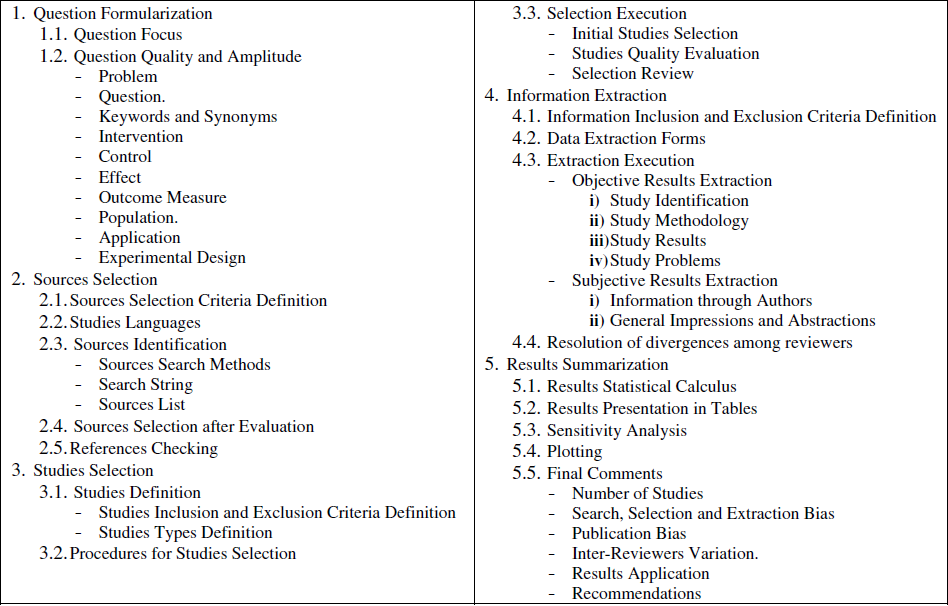 1. Question Formularization
1.1. Question Focus
1.2. Question Quality and Amplitude
- Problem
- Question.
- Keywords and Synonyms
- Intervention
- Control
- Effect
- Outcome Measure
- Population.
- Application
- Experimental Design
2. Sources Selection
2.1. Sources Selection Criteria Definition
2.2. Studies Languages
2.3. Sources Identification
- Sources Search Methods
- Search String
- Sources List
2.4. Sources Selection after Evaluation
2.5. References Checking
3. Studies Selection
3.1. Studies Definition
- Studies Inclusion and Exclusion Criteria Definition
- Studies Types Definition
3.2. Procedures for Studies Selection
3.3. Selection Execution
- Initial Studies Selection
- Studies Quality Evaluation
- Selection Review
4. Information Extraction
4.1. Information Inclusion and Exclusion Criteria Definition
4.2. Data Extraction Forms
4.3. Extraction Execution
- Objective Results Extraction
i) Study Identification
ii) Study Methodology
iii)Study Results
iv)Study Problems
- Subjective Results Extraction
i) Information through Authors
ii) General Impressions and Abstractions
4.4. Resolution of divergences among reviewers
5. Results Summarization
5.1. Results Statistical Calculus
5.2. Results Presentation in Tables
5.3. Sensitivity Analysis
5.4. Plotting
5.5. Final Comments
- Number of Studies
- Search, Selection and Extraction Bias
- Publication Bias
- Inter-Reviewers Variation.
- Results Application
- Recommendations